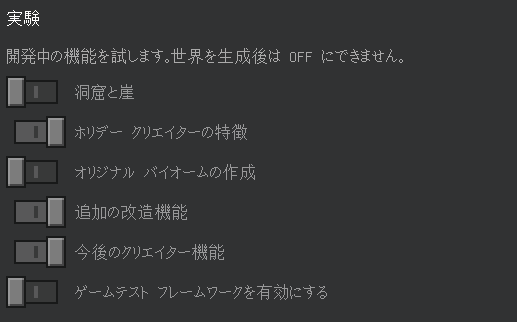 実験
開発中の機能を試します｡世界を生成後は OFF にできません｡
洞窟と崖
ホリデー クリエイターの特徴
オリジナル バイオームの作成
追加の改造機能
今後のクリエイター機能
ゲームテスト フレームワークを有効にする